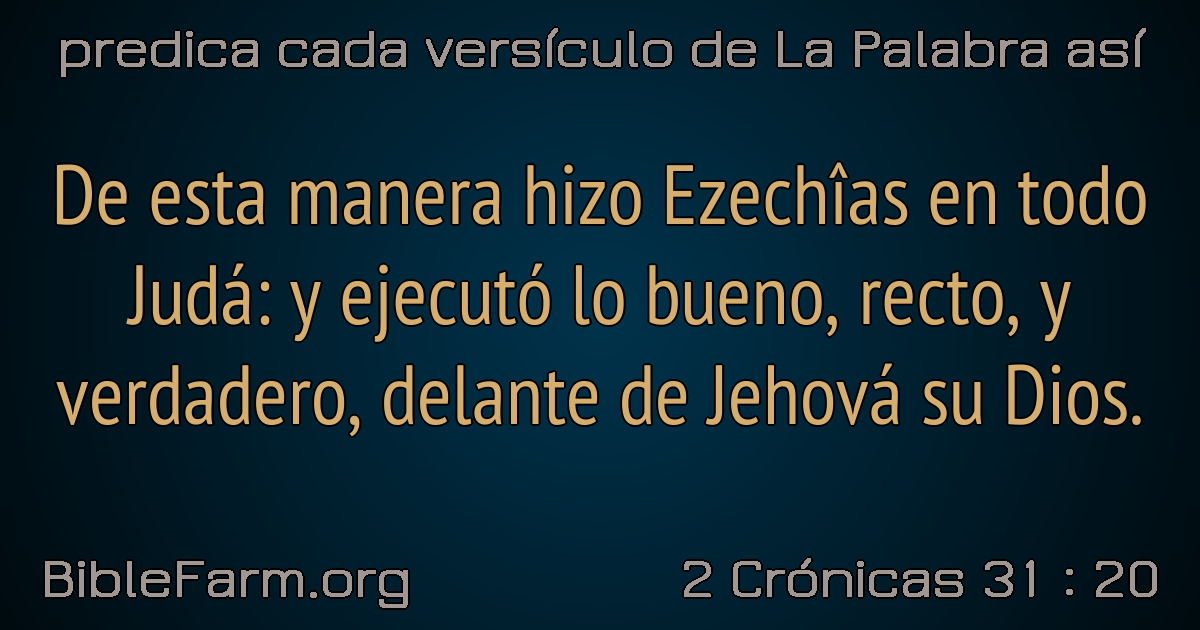 predica cada versículo de La Palabra así
De esta manera hizo Ezechîas en todo
Judá: y ejecutó lo bueno, recto, y
verdadero, delante de Jehová su Dios.
BibleFarm.org
2 Crónicas 31 : 20